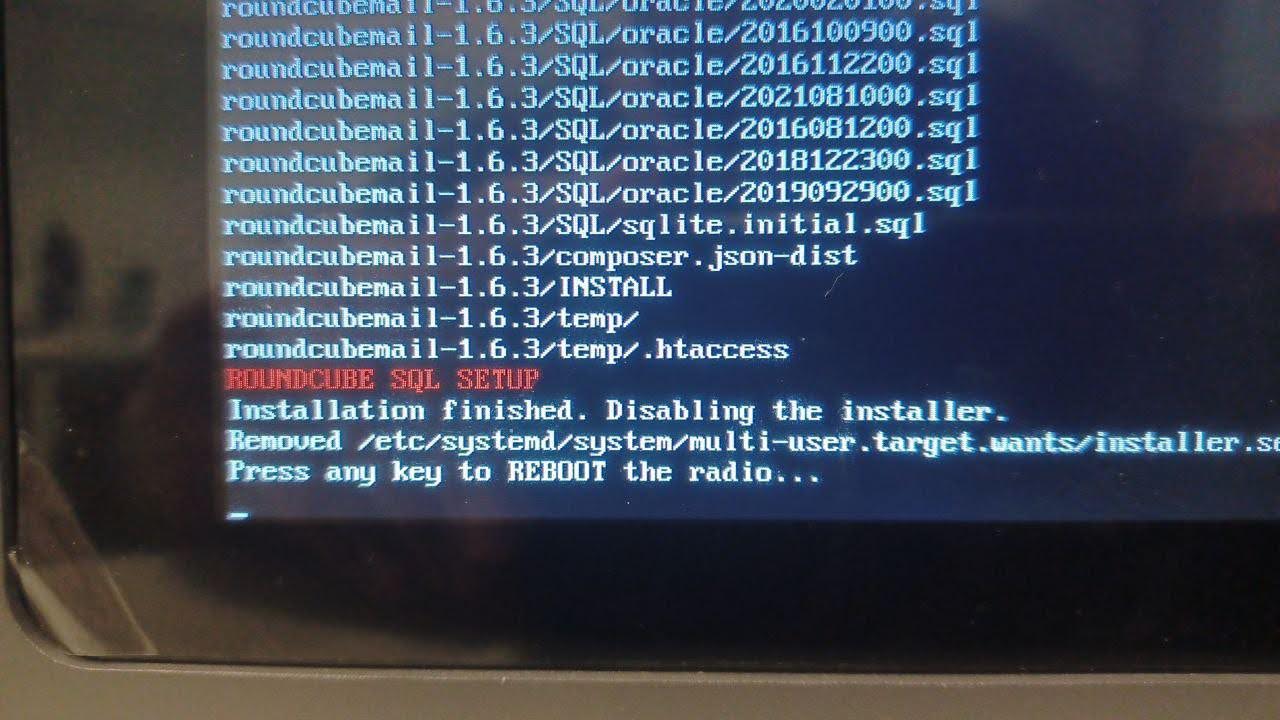 roundcubemail-1.6.3/SQL/oracle/2020020100.sql
roundcubemail-1.6.3/SQL/oracle/2016100900.sql
roundcubemail-1.6.3/SQL/oracle/2016112200.sql
roundcubemail-1.6.3/SQL/oracle/2021081000.sql
roundcubemail-1.6.3/SQL/oracle/2016081200.sql
roundcubemail-1.6.3/SQL/oracle/2018122300.sql
roundcubemail-1.6.3/SQL/oracle/2019092900.sql
roundcubemail-1.6.3/SQL/sqlite.initial.sql
roundcubemail-1.6.3/composer.json-dist
roundcubemail-1.6.3/INSTALL
roundcubemail-1.6.3/temp/
roundcubemail-1.6.3/temp/.htaccess
ROUNDCUBE SQL SETUP
Installation finished. Disabling the installer.
Removed /etc/systemd/system/multi-user.target.wants/installer.se
Press any key to REBOOT the radio...